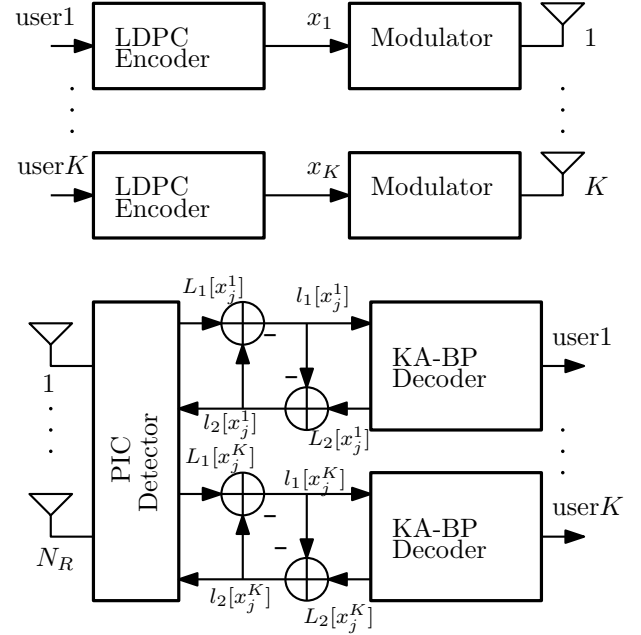 user1
LDPC
Encoder
x_1
Modulator
1
userK
LDPC
Encoder
x_K
Modulator
K
L_1[x_j^1]
l_1[x_j^1]
KA-BP
Decoder
user1
1
PIC
Detector
l_2[x_j^1]
L_2[x_j^1]
L_1[x_j^K]
l_1[x_j^K]
KA-BP
Decoder
userK
N_R
l_2[x_j^K]
L_2[x_j^K]